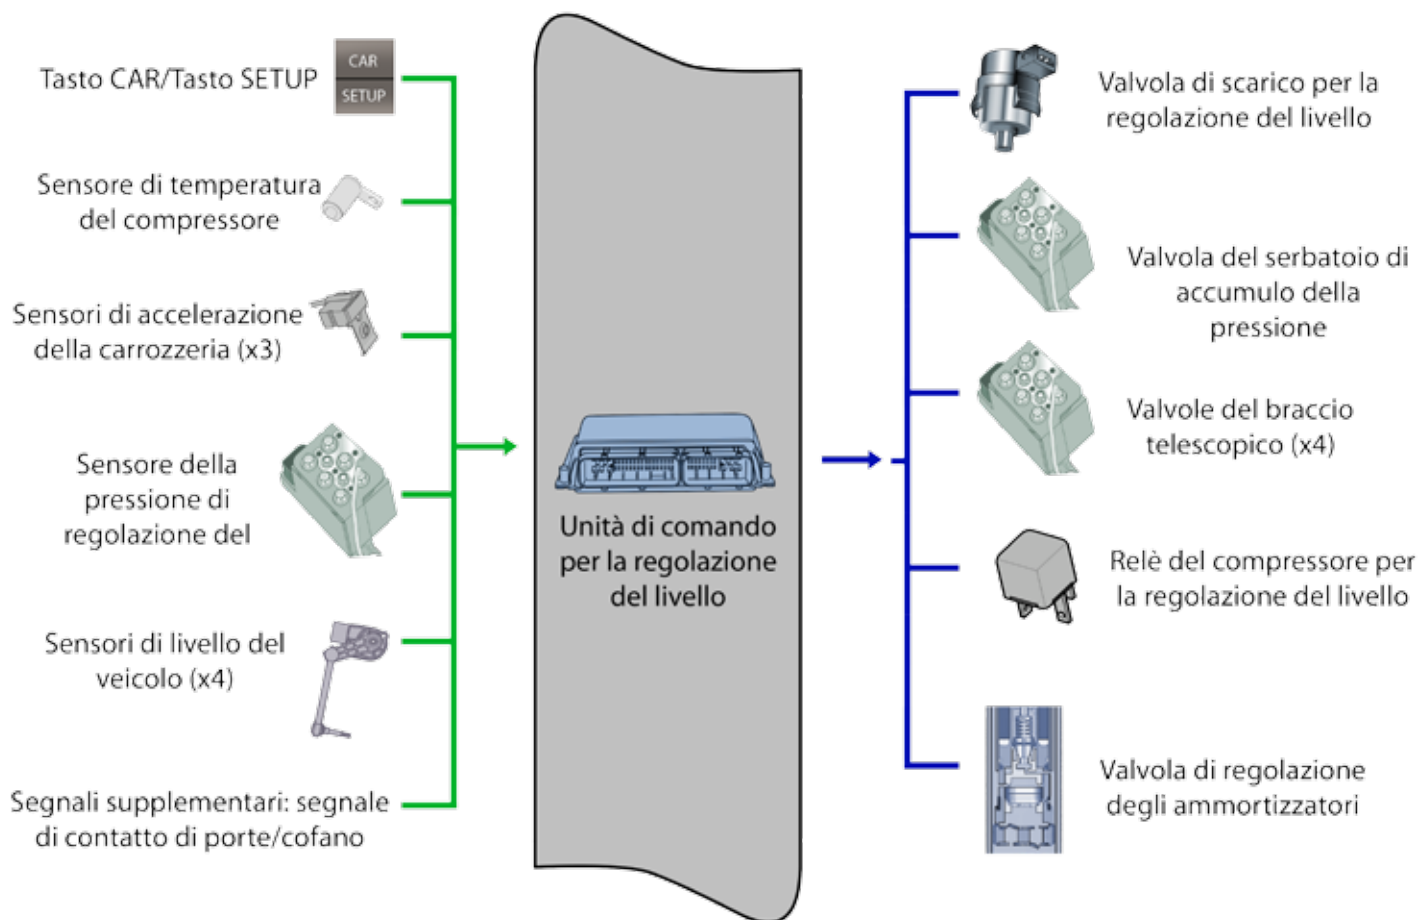 Tasto CAR/Tasto SETUP
CAR
SETUP
Sensore di temperatura
del compressore
Sensori di accelerazione
della carrozzeria (x3)
Sensore della
pressione di
regolazione del
Sensori di livello del
veicolo (x4)
Segnali supplementari: segnale
di contatto di porte/cofano
Unità di comando
per la regolazione
del livello
Valvola di scarico per la
regolazione del livello
Valvola del serbatoio di
accumulo della
pressione
Valvole del braccio
telescopico (x4)
Relè del compressore per
la regolazione del livello
Valvola di regolazione
degli ammortizzatori